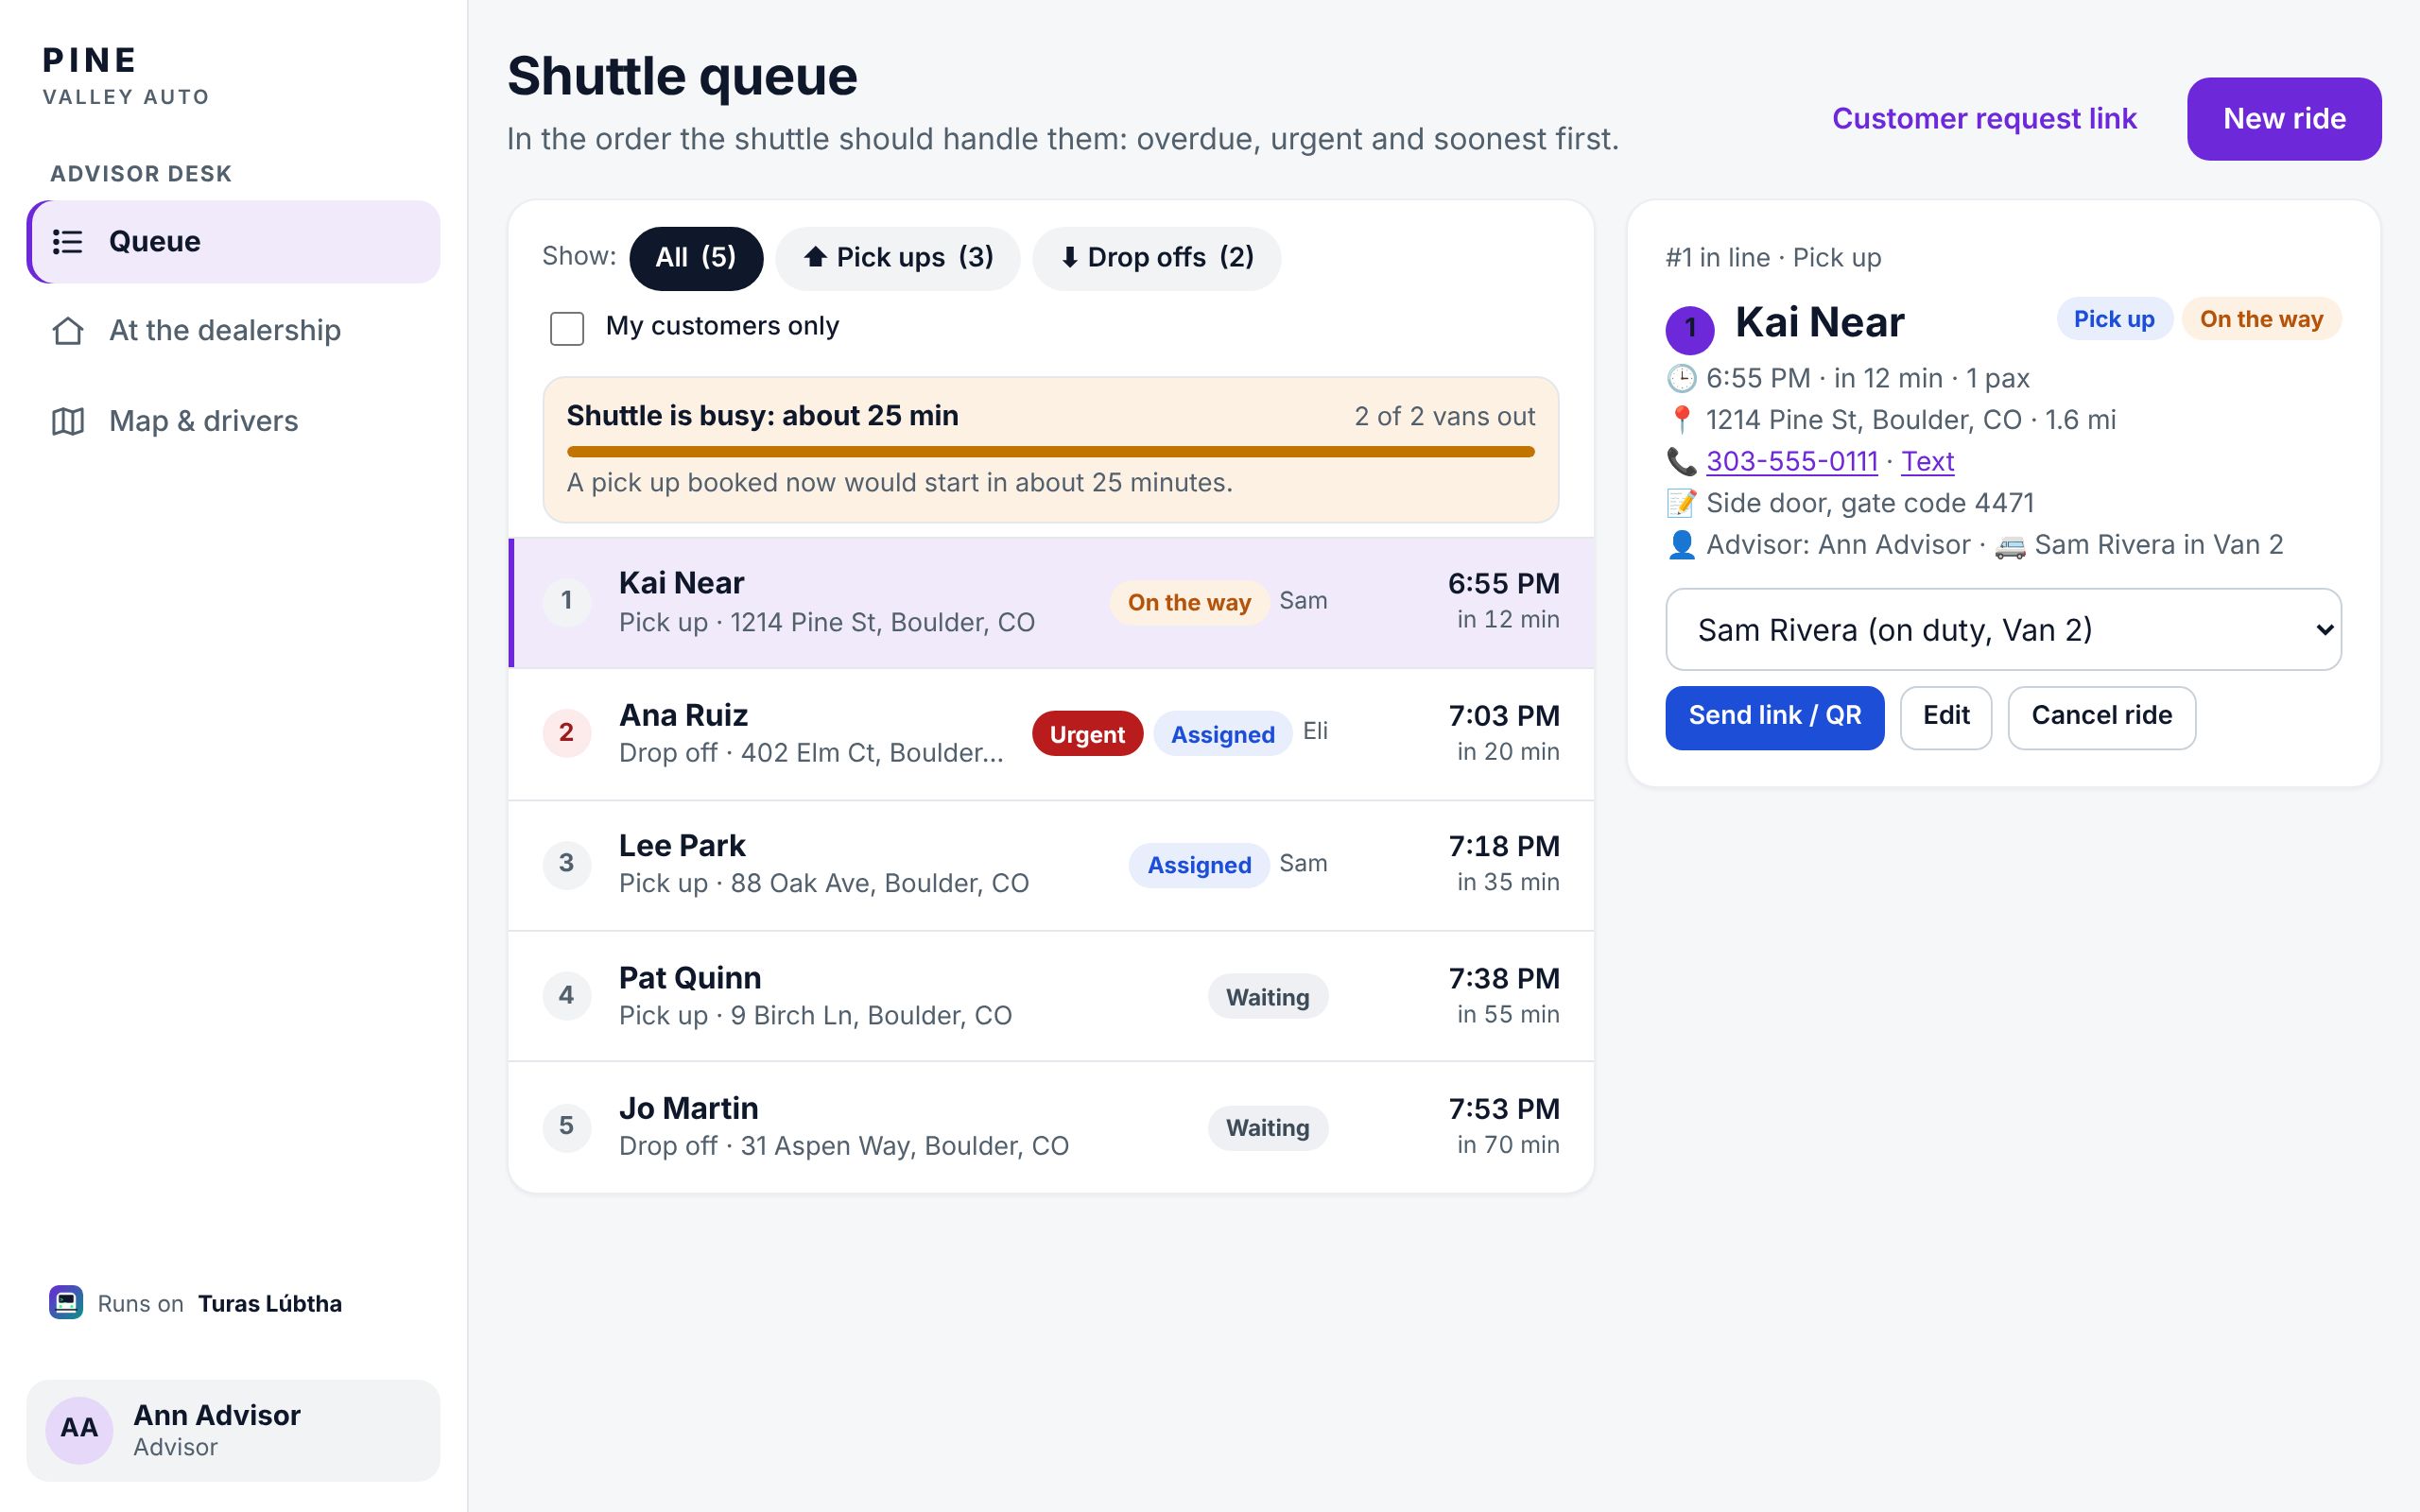 PINE
VALLEY AUTO
ADVISOR DESK
Queue
At the dealership
Map & drivers
Runs on Turas Lúbtha
AA
Ann Advisor
Advisor
Shuttle queue
In the order the shuttle should handle them: overdue, urgent and soonest first.
Customer request link
New ride
Show: All (5) Pick ups (3) Drop offs (2)
My customers only
Shuttle is busy: about 25 min 2 of 2 vans out
A pick up booked now would start in about 25 minutes.
1 Kai Near On the way Sam 6:55 PM
Pick up · 1214 Pine St, Boulder, CO in 12 min
2 Ana Ruiz Urgent Assigned Eli 7:03 PM
Drop off · 402 Elm Ct, Boulder... in 20 min
3 Lee Park Assigned Sam 7:18 PM
Pick up · 88 Oak Ave, Boulder, CO in 35 min
4 Pat Quinn Waiting 7:38 PM
Pick up · 9 Birch Ln, Boulder, CO in 55 min
5 Jo Martin Waiting 7:53 PM
Drop off · 31 Aspen Way, Boulder, CO in 70 min
#1 in line · Pick up
1 Kai Near Pick up On the way
6:55 PM · in 12 min · 1 pax
1214 Pine St, Boulder, CO · 1.6 mi
303-555-0111 · Text
Side door, gate code 4471
Advisor: Ann Advisor · Sam Rivera in Van 2
Sam Rivera (on duty, Van 2)
Send link / QR Edit Cancel ride